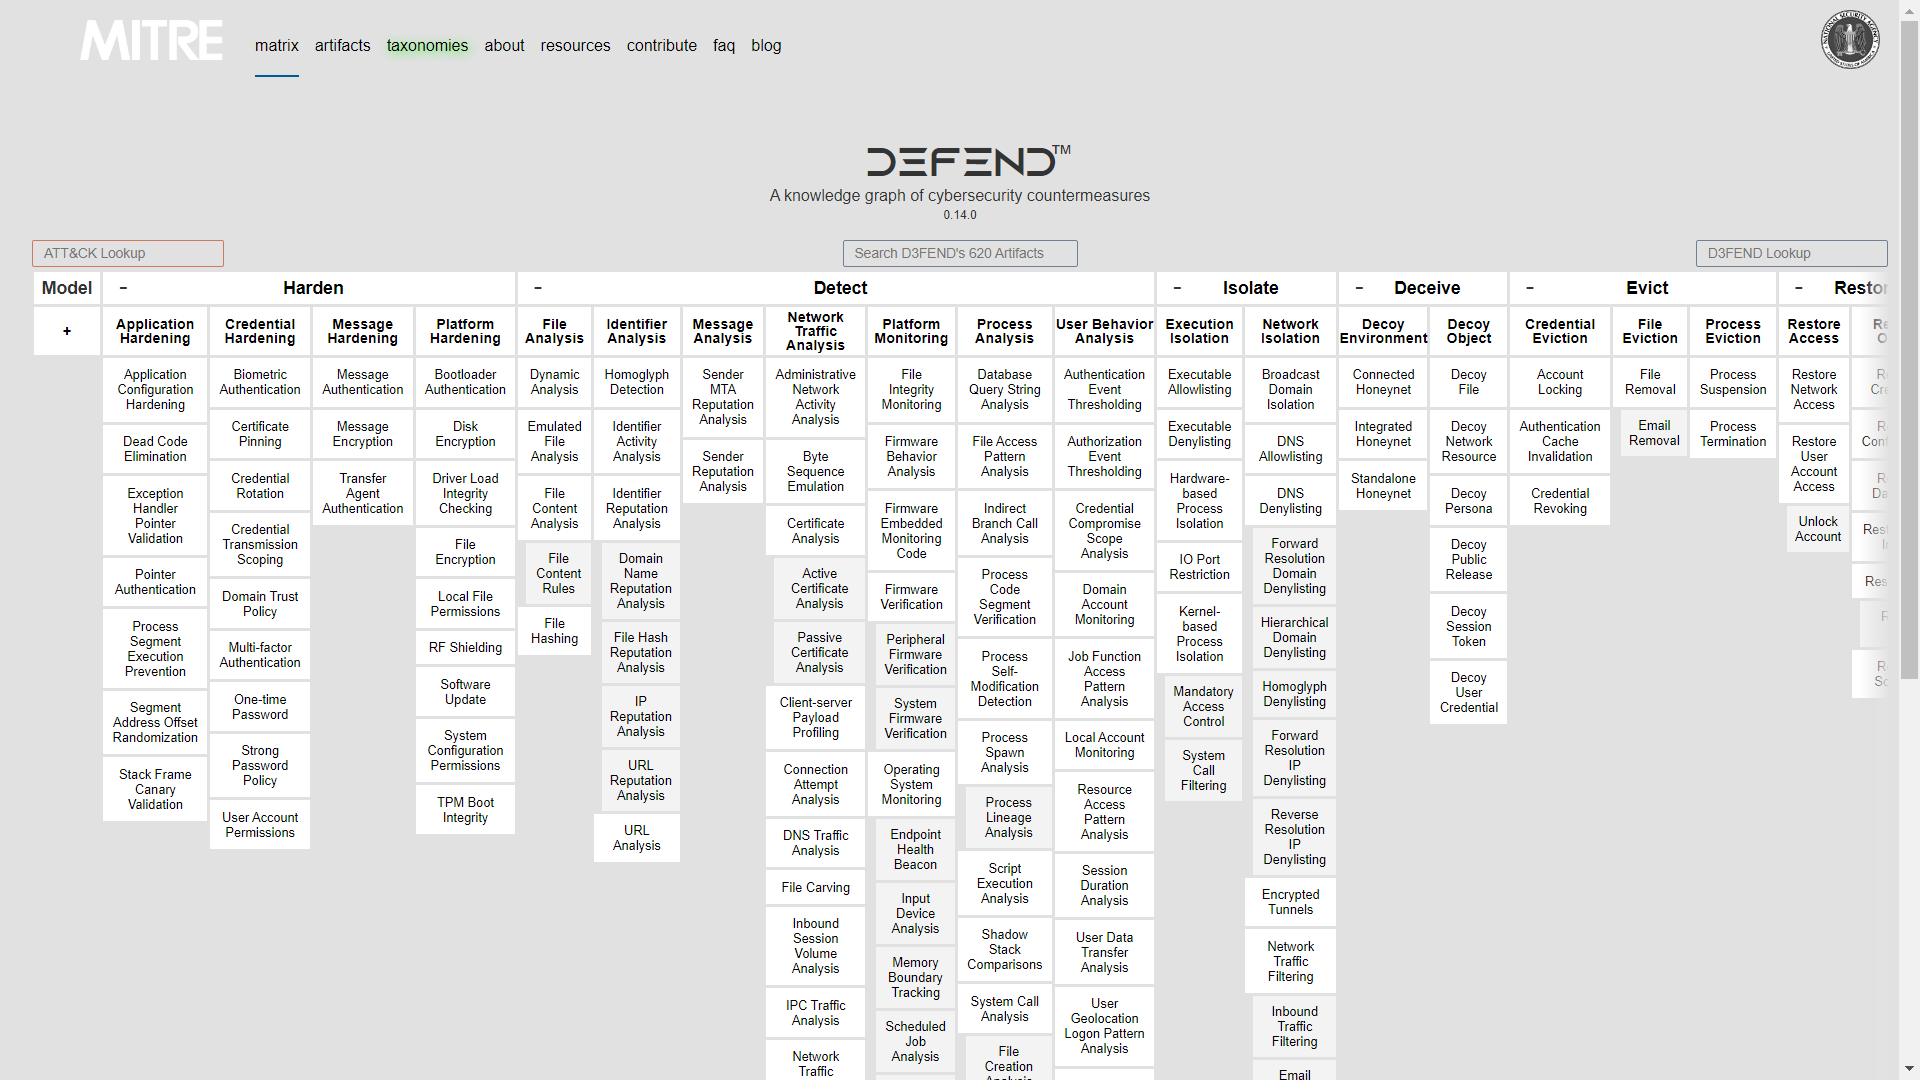 MITRE
matrix artifacts taxonomies about resources contribute faq blog
DEFEND™
A knowledge graph of cybersecurity countermeasures
0.14.0
ATT&CK Lookup
Search D3FEND's 620 Artifacts
D3FEND Lookup
Model
- Harden
- Detect
- Isolate
- Deceive
- Evict
- Restor
+
Application
Hardening
Credential
Hardening
Message
Hardening
Platform
Hardening
File
Analysis
Identifier
Analysis
Message
Analysis
Network
Traffic
Analysis
Platform
Monitoring
Process
Analysis
User Behavior
Analysis
Execution
Isolation
Network
Isolation
Decoy
Environment
Decoy
Object
Credential
Eviction
File
Eviction
Process
Eviction
Restore
Access
Application
Configuration
Hardening
Dead Code
Elimination
Exception
Handler
Pointer
Validation
Pointer
Authentication
Process
Segment
Execution
Prevention
Segment
Address Offset
Randomization
Stack Frame
Canary
Validation
Biometric
Authentication
Certificate
Pinning
Credential
Rotation
Credential
Transmission
Scoping
Domain Trust
Policy
Multi-factor
Authentication
One-time
Password
Strong
Password
Policy
User Account
Permissions
Message
Authentication
Message
Encryption
Transfer
Agent
Authentication
Bootloader
Authentication
Disk
Encryption
Driver Load
Integrity
Checking
File
Encryption
Local File
Permissions
RF Shielding
Software
Update
System
Configuration
Permissions
TPM Boot
Integrity
Dynamic
Analysis
Emulated
File
Analysis
File
Content
Analysis
File
Content
Rules
File
Hashing
Homoglyph
Detection
Identifier
Activity
Analysis
Identifier
Reputation
Analysis
Domain
Name
Reputation
Analysis
File Hash
Reputation
Analysis
IP
Reputation
Analysis
URL
Reputation
Analysis
URL
Analysis
Sender
MTA
Reputation
Analysis
Sender
Reputation
Analysis
Administrative
Network
Activity
Analysis
Byte
Sequence
Emulation
Certificate
Analysis
Active
Certificate
Analysis
Passive
Certificate
Analysis
Client-server
Payload
Profiling
Connection
Attempt
Analysis
DNS Traffic
Analysis
File Carving
Inbound
Session
Volume
Analysis
IPC Traffic
Analysis
Network
Traffic
File
Integrity
Monitoring
Firmware
Behavior
Analysis
Firmware
Embedded
Monitoring
Code
Firmware
Verification
Peripheral
Firmware
Verification
System
Firmware
Verification
Operating
System
Monitoring
Endpoint
Health
Beacon
Input
Device
Analysis
Memory
Boundary
Tracking
Scheduled
Job
Analysis
Database
Query String
Analysis
File Access
Pattern
Analysis
Indirect
Branch Call
Analysis
Process
Code
Segment
Verification
Process
Self-
Modification
Detection
Process
Spawn
Analysis
Process
Lineage
Analysis
Script
Execution
Analysis
Shadow
Stack
Comparisons
System Call
Analysis
File
Creation
Analysis
Authentication
Event
Thresholding
Authorization
Event
Thresholding
Credential
Compromise
Scope
Analysis
Domain
Account
Monitoring
Job Function
Access
Pattern
Analysis
Local Account
Monitoring
Resource
Access
Pattern
Analysis
Session
Duration
Analysis
User Data
Transfer
Analysis
User
Geolocation
Logon Pattern
Analysis
Executable
Allowlisting
Executable
Denylisting
Hardware-
based
Process
Isolation
IO Port
Restriction
Kernel-
based
Process
Isolation
Mandatory
Access
Control
System
Call
Filtering
Broadcast
Domain
Isolation
DNS
Allowlisting
DNS
Denylisting
Forward
Resolution
Domain
Denylisting
Hierarchical
Domain
Denylisting
Homoglyph
Denylisting
Forward
Resolution
IP
Denylisting
Reverse
Resolution
IP
Denylisting
Encrypted
Tunnels
Network
Traffic
Filtering
Inbound
Traffic
Filtering
Email
Connected
Honeynet
Integrated
Honeynet
Standalone
Honeynet
Decoy
File
Decoy
Network
Resource
Decoy
Persona
Decoy
Public
Release
Decoy
Session
Token
Decoy
User
Credential
Account
Locking
Authentication
Cache
Invalidation
Credential
Revoking
File
Removal
Email
Removal
Process
Suspension
Process
Termination
Restore
Network
Access
Restore
User
Account
Access
Unlock
Account